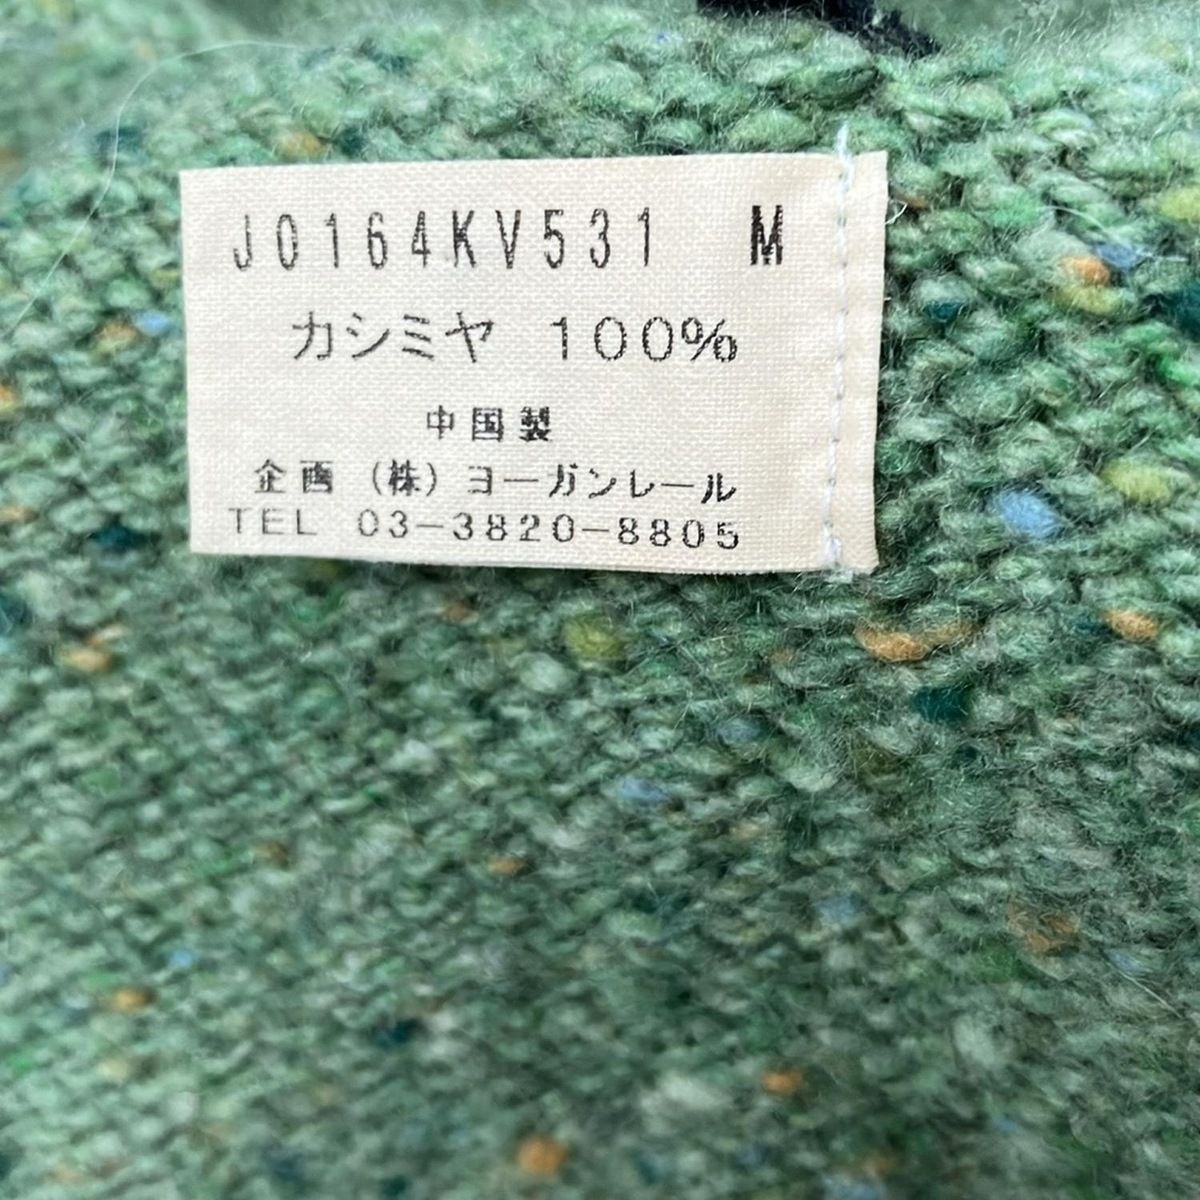 J0164KV531 M
カシミヤ 100%
中国製
企画 (株) ヨーガンレール
TEL 03-3820-8805